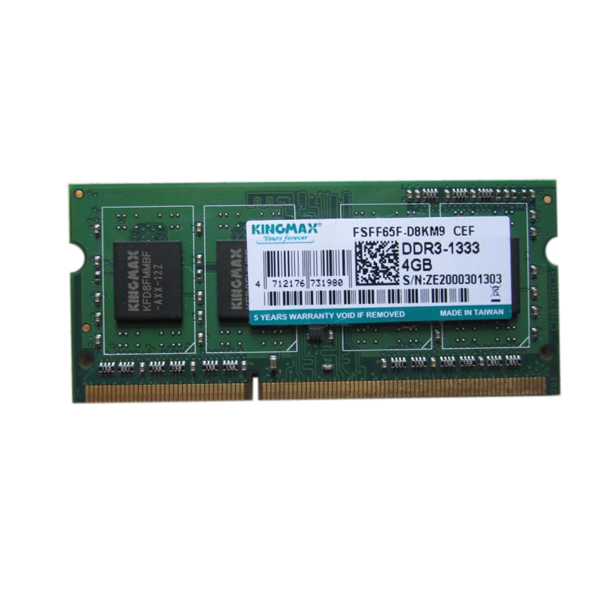 KINGMAX
Yours forever
FSFF65F-D8KM9 CEF
DDR3-1333
4GB
S/N:ZE2000301303
4 712176 731980
5 YEARS WARRANTY VOID IF REMOVED
MADE IN TAIWAN
KINGMAX
KFD8FMMBF
-AXX-12Z
KINGMAX